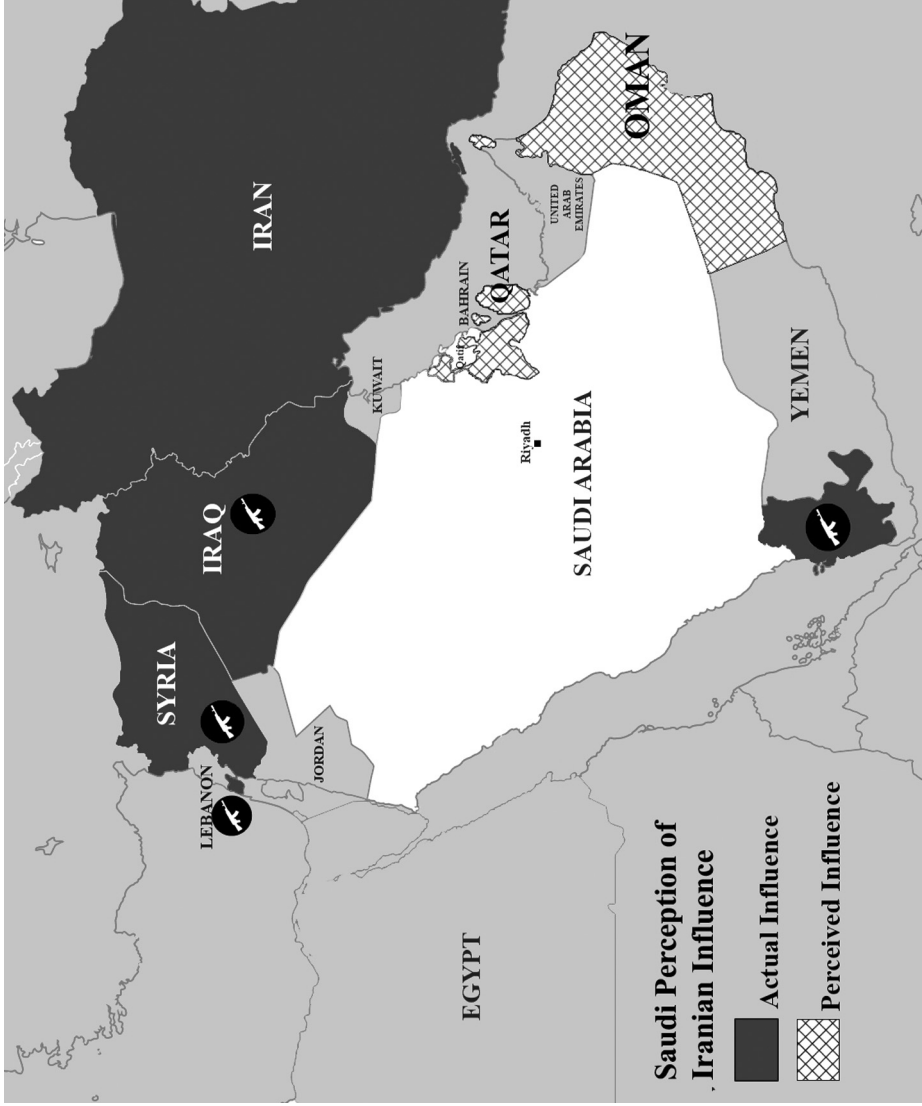 LEBANON
SYRIA
IRAQ
IRAN
JORDAN
KUWAIT
BAHRAIN
Qatif
QATAR
UNITED
ARAB
EMIRATES
OMAN
Riyadh
SAUDI ARABIA
EGYPT
YEMEN
Saudi Perception of
Iranian Influence
Actual Influence
Perceived Influence